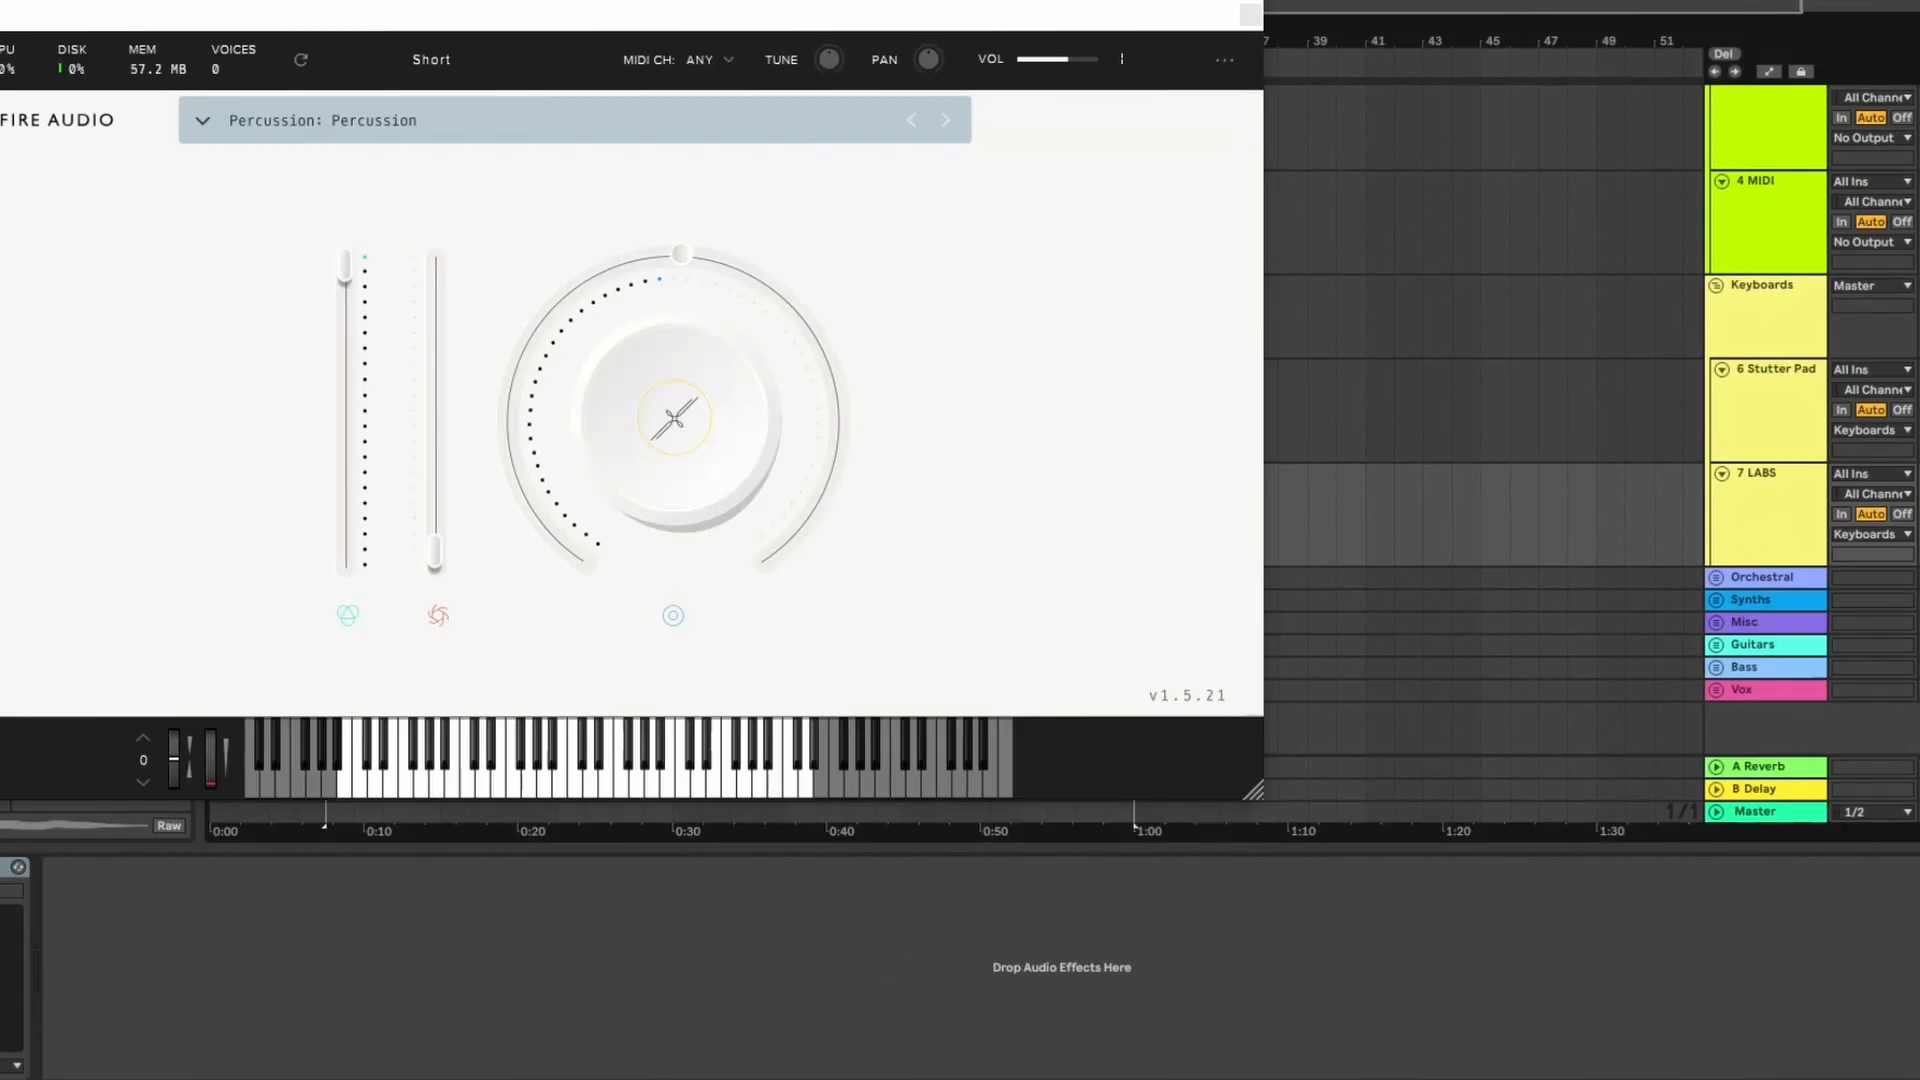 PU
DISK
MEM
VOICES
0%
0%
57.2 MB
0
Short
MIDI CH: ANY
TUNE
PAN
VOL
FIRE AUDIO
Percussion: Percussion
v1.5.21
0
7 39 41 43 45 47 49 51
Del
All Channe
In Auto Off
No Output
4 MIDI
All Ins
All Channe
In Auto Off
No Output
Keyboards
Master
6 Stutter Pad
All Ins
All Channe
In Auto Off
Keyboards
7 LABS
All Ins
All Channe
In Auto Off
Keyboards
Orchestral
Synths
Misc
Guitars
Bass
Vox
A Reverb
B Delay
1/1
Master
1/2
Raw
0:00 0:10 0:20 0:30 0:40 0:50 1:00 1:10 1:20 1:30
Drop Audio Effects Here